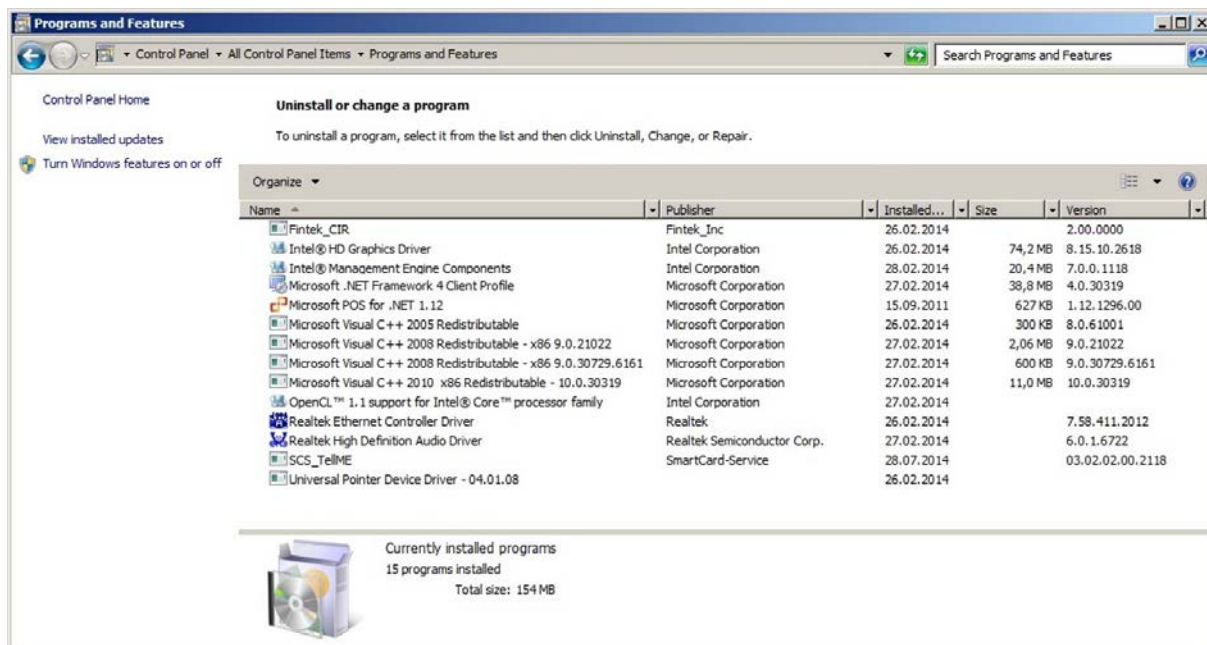 Programs and Features
Control Panel All Control Panel Items Programs and Features Search Programs and Features
Control Panel Home
View installed updates
Turn Windows features on or off
Uninstall or change a program
To uninstall a program, select it from the list and then click Uninstall, Change, or Repair.
Organize
Name Publisher Installed... Size Version
Fintek_CIR Fintek_Inc 26.02.2014 2.00.0000
Intel® HD Graphics Driver Intel Corporation 26.02.2014 74,2 MB 8.15.10.2618
Intel® Management Engine Components Intel Corporation 28.02.2014 20,4 MB 7.0.0.1118
Microsoft .NET Framework 4 Client Profile Microsoft Corporation 27.02.2014 38,8 MB 4.0.30319
Microsoft POS for .NET 1.12 Microsoft Corporation 15.09.2011 627 KB 1.12.1296.00
Microsoft Visual C++ 2005 Redistributable Microsoft Corporation 26.02.2014 300 KB 8.0.61001
Microsoft Visual C++ 2008 Redistributable - x86 9.0.21022 Microsoft Corporation 27.02.2014 2,06 MB 9.0.21022
Microsoft Visual C++ 2008 Redistributable - x86 9.0.30729.6161 Microsoft Corporation 27.02.2014 600 KB 9.0.30729.6161
Microsoft Visual C++ 2010 x86 Redistributable - 10.0.30319 Microsoft Corporation 27.02.2014 11,0 MB 10.0.30319
OpenCL™ 1.1 support for Intel® Core™ processor family Intel Corporation 27.02.2014
Realtek Ethernet Controller Driver Realtek 26.02.2014 7.58.411.2012
Realtek High Definition Audio Driver Realtek Semiconductor Corp. 27.02.2014 6.0.1.6722
SCS_TellME SmartCard-Service 28.07.2014 03.02.02.00.2118
Universal Pointer Device Driver - 04.01.08 26.02.2014
Currently installed programs
15 programs installed
Total size: 154 MB